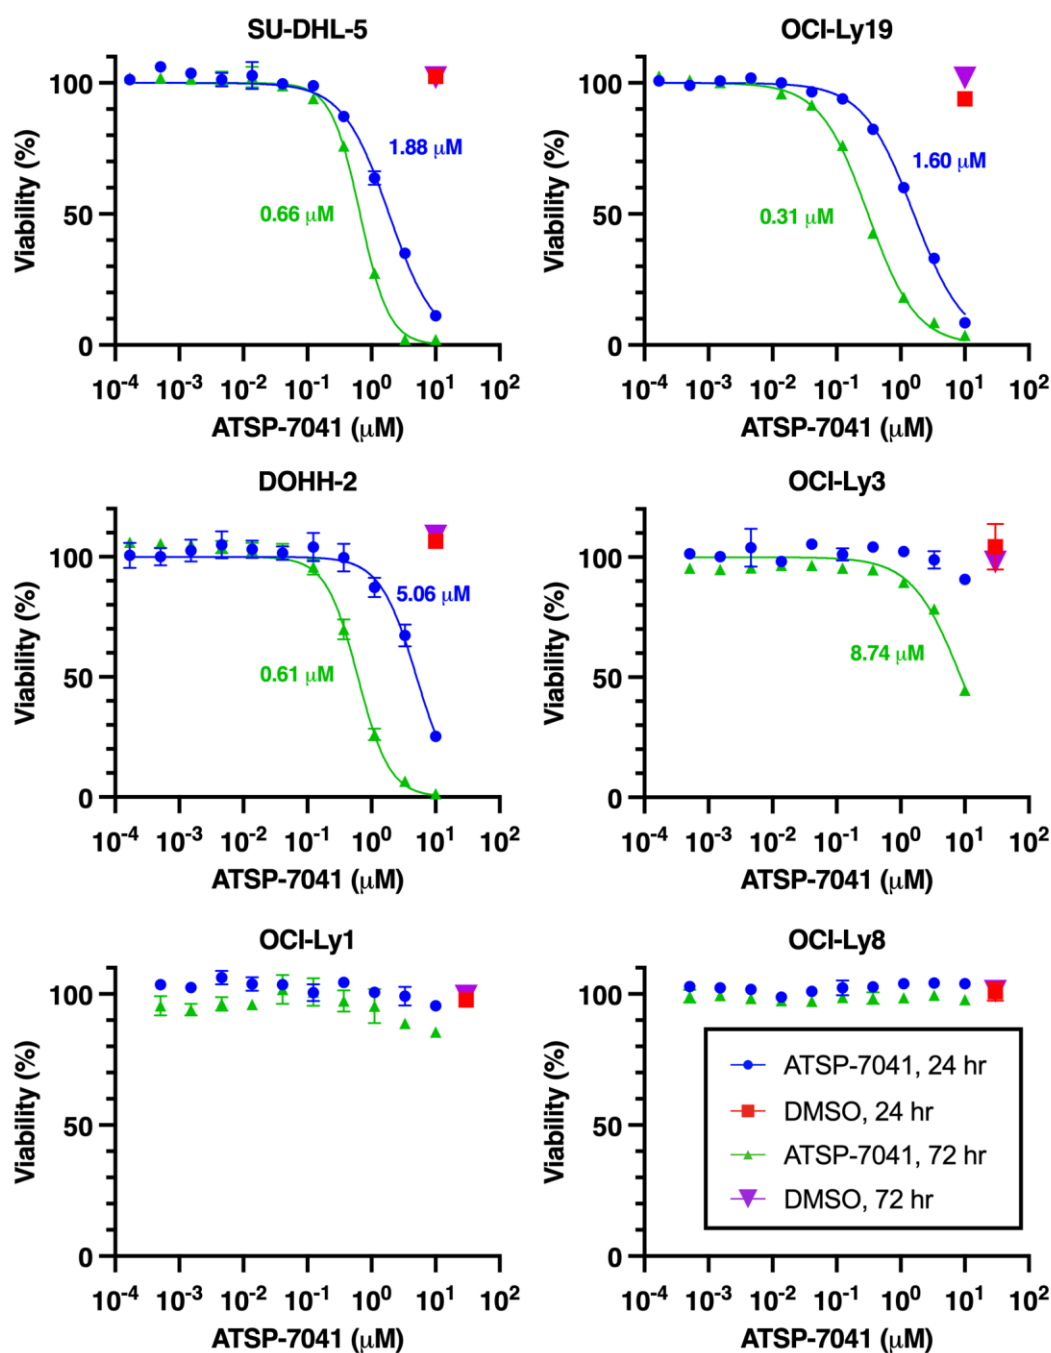 SU-DHL-5
Viability (%)
100
50
0
1.88 μM
0.66 μM
10⁻⁴ 10⁻³ 10⁻² 10⁻¹ 10⁰ 10¹ 10²
ATSP-7041 (μM)
OCI-Ly19
Viability (%)
100
50
0
1.60 μM
0.31 μM
10⁻⁴ 10⁻³ 10⁻² 10⁻¹ 10⁰ 10¹ 10²
ATSP-7041 (μM)
DOHH-2
Viability (%)
100
50
0
5.06 μM
0.61 μM
10⁻⁴ 10⁻³ 10⁻² 10⁻¹ 10⁰ 10¹ 10²
ATSP-7041 (μM)
OCI-Ly3
Viability (%)
100
50
0
8.74 μM
10⁻⁴ 10⁻³ 10⁻² 10⁻¹ 10⁰ 10¹ 10²
ATSP-7041 (μM)
OCI-Ly1
Viability (%)
100
50
0
10⁻⁴ 10⁻³ 10⁻² 10⁻¹ 10⁰ 10¹ 10²
ATSP-7041 (μM)
OCI-Ly8
Viability (%)
100
50
0
ATSP-7041, 24 hr
DMSO, 24 hr
ATSP-7041, 72 hr
DMSO, 72 hr
10⁻⁴ 10⁻³ 10⁻² 10⁻¹ 10⁰ 10¹ 10²
ATSP-7041 (μM)